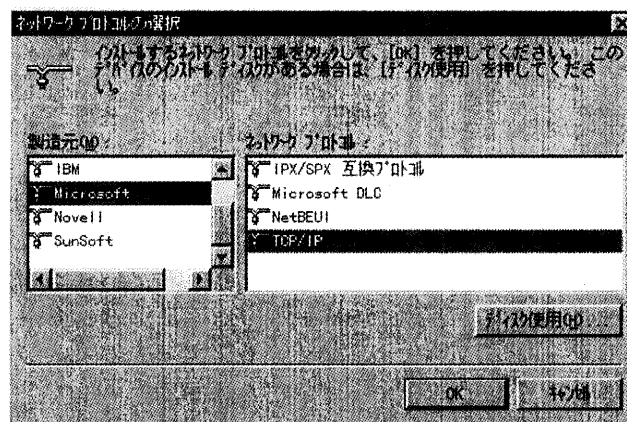 ネットワーク プロトコルの選択
インストールするネットワーク プロトコルをクリックして、[OK] を押してください。この
デバイスのインストール ディスクがある場合は、[ディスク使用] を押してくださ
い。
製造元(M):
ネットワーク プロトコル:
IBM
Microsoft
Novell
SunSoft
IPX/SPX 互換プロトコル
Microsoft DLC
NetBEUI
TCP/IP
ディスク使用(H)...
OK
キャンセル